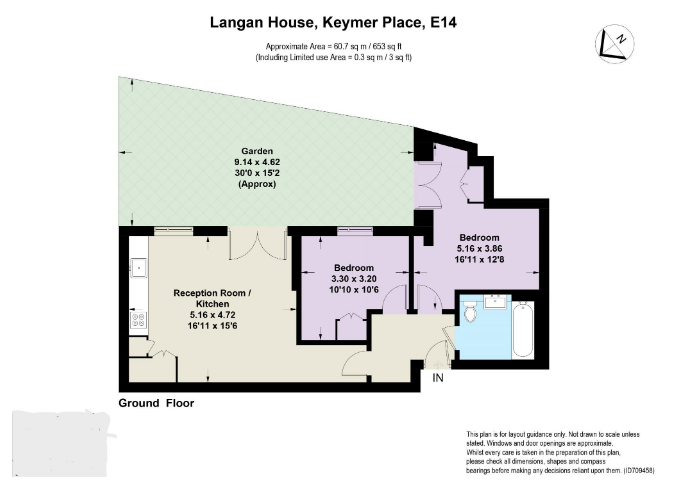 Langan House, Keymer Place, E14
Approximate Area = 60.7 sq m / 653 sq ft
(Including Limited use Area = 0.3 sq m / 3 sq ft)
N
Garden
9.14 x 4.62
30'0 x 15'2
(Approx)
Bedroom
5.16 x 3.86
16'11 x 12'8
Bedroom
3.30 x 3.20
10'10 x 10'6
Reception Room /
Kitchen
5.16 x 4.72
16'11 x 15'6
IN
Ground Floor
This plan is for layout guidance only. Not drawn to scale unless
stated. Windows and door openings are approximate.
Whilst every care is taken in the preparation of this plan,
please check all dimensions, shapes and compass
bearings before making any decisions reliant upon them. (ID709458)